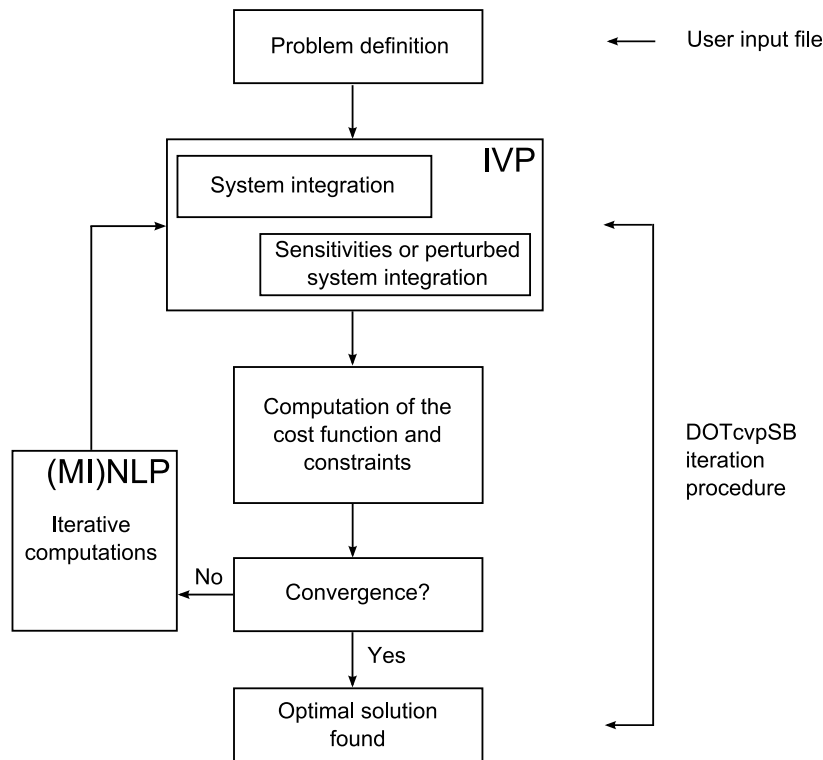 Problem definition
User input file
IVP
System integration
Sensitivities or perturbed
system integration
Computation of the
cost function and
constraints
DOTcvpSB
iteration
procedure
(MI)NLP
Iterative
computations
No
Convergence?
Yes
Optimal solution
found